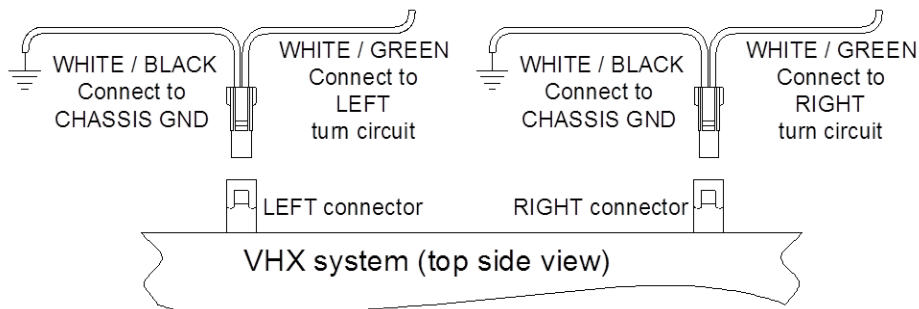 WHITE / BLACK
Connect to
CHASSIS GND
WHITE / GREEN
Connect to
LEFT
turn circuit
WHITE / BLACK
Connect to
CHASSIS GND
WHITE / GREEN
Connect to
RIGHT
turn circuit
LEFT connector
RIGHT connector
VHX system (top side view)